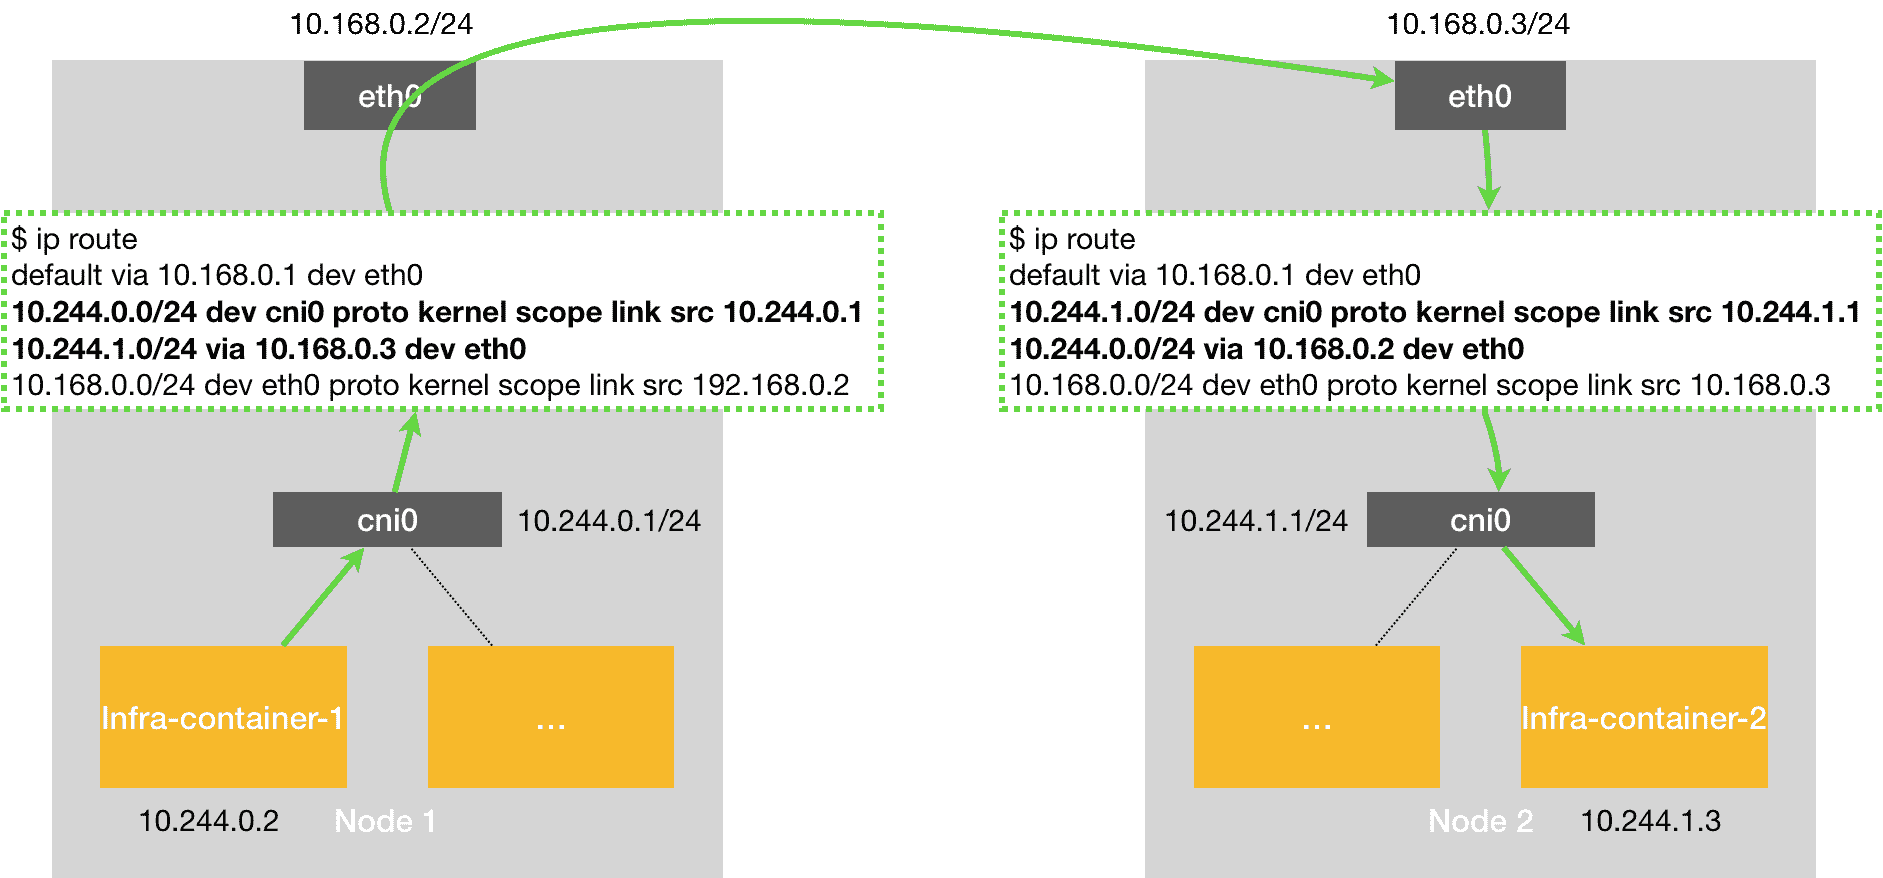 10.168.0.2/24
10.168.0.3/24
eth0
eth0
$ ip route
default via 10.168.0.1 dev eth0
10.244.0.0/24 dev cni0 proto kernel scope link src 10.244.0.1
10.244.1.0/24 via 10.168.0.3 dev eth0
10.168.0.0/24 dev eth0 proto kernel scope link src 192.168.0.2
$ ip route
default via 10.168.0.1 dev eth0
10.244.1.0/24 dev cni0 proto kernel scope link src 10.244.1.1
10.244.0.0/24 via 10.168.0.2 dev eth0
10.168.0.0/24 dev eth0 proto kernel scope link src 10.168.0.3
cni0
10.244.0.1/24
10.244.1.1/24
cni0
Infra-container-1
...
...
Infra-container-2
10.244.0.2
Node 1
Node 2
10.244.1.3